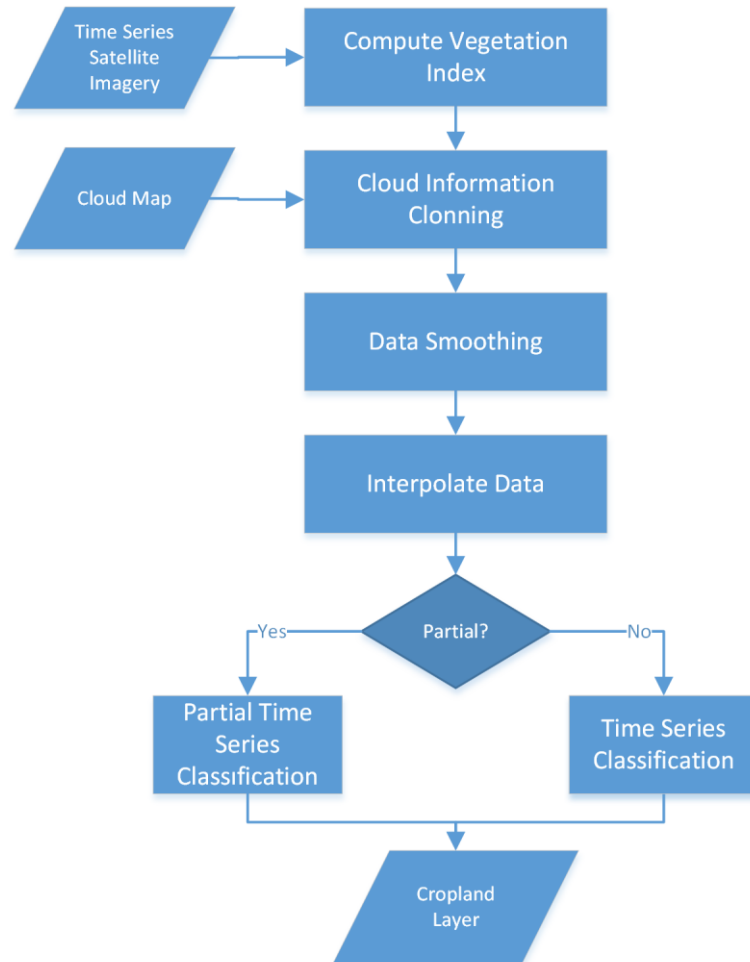 Time Series
Satellite
Imagery
Compute Vegetation
Index
Cloud Map
Cloud Information
Clonning
Data Smoothing
Interpolate Data
Partial?
Yes
No
Partial Time
Series
Classification
Time Series
Classification
Cropland
Layer